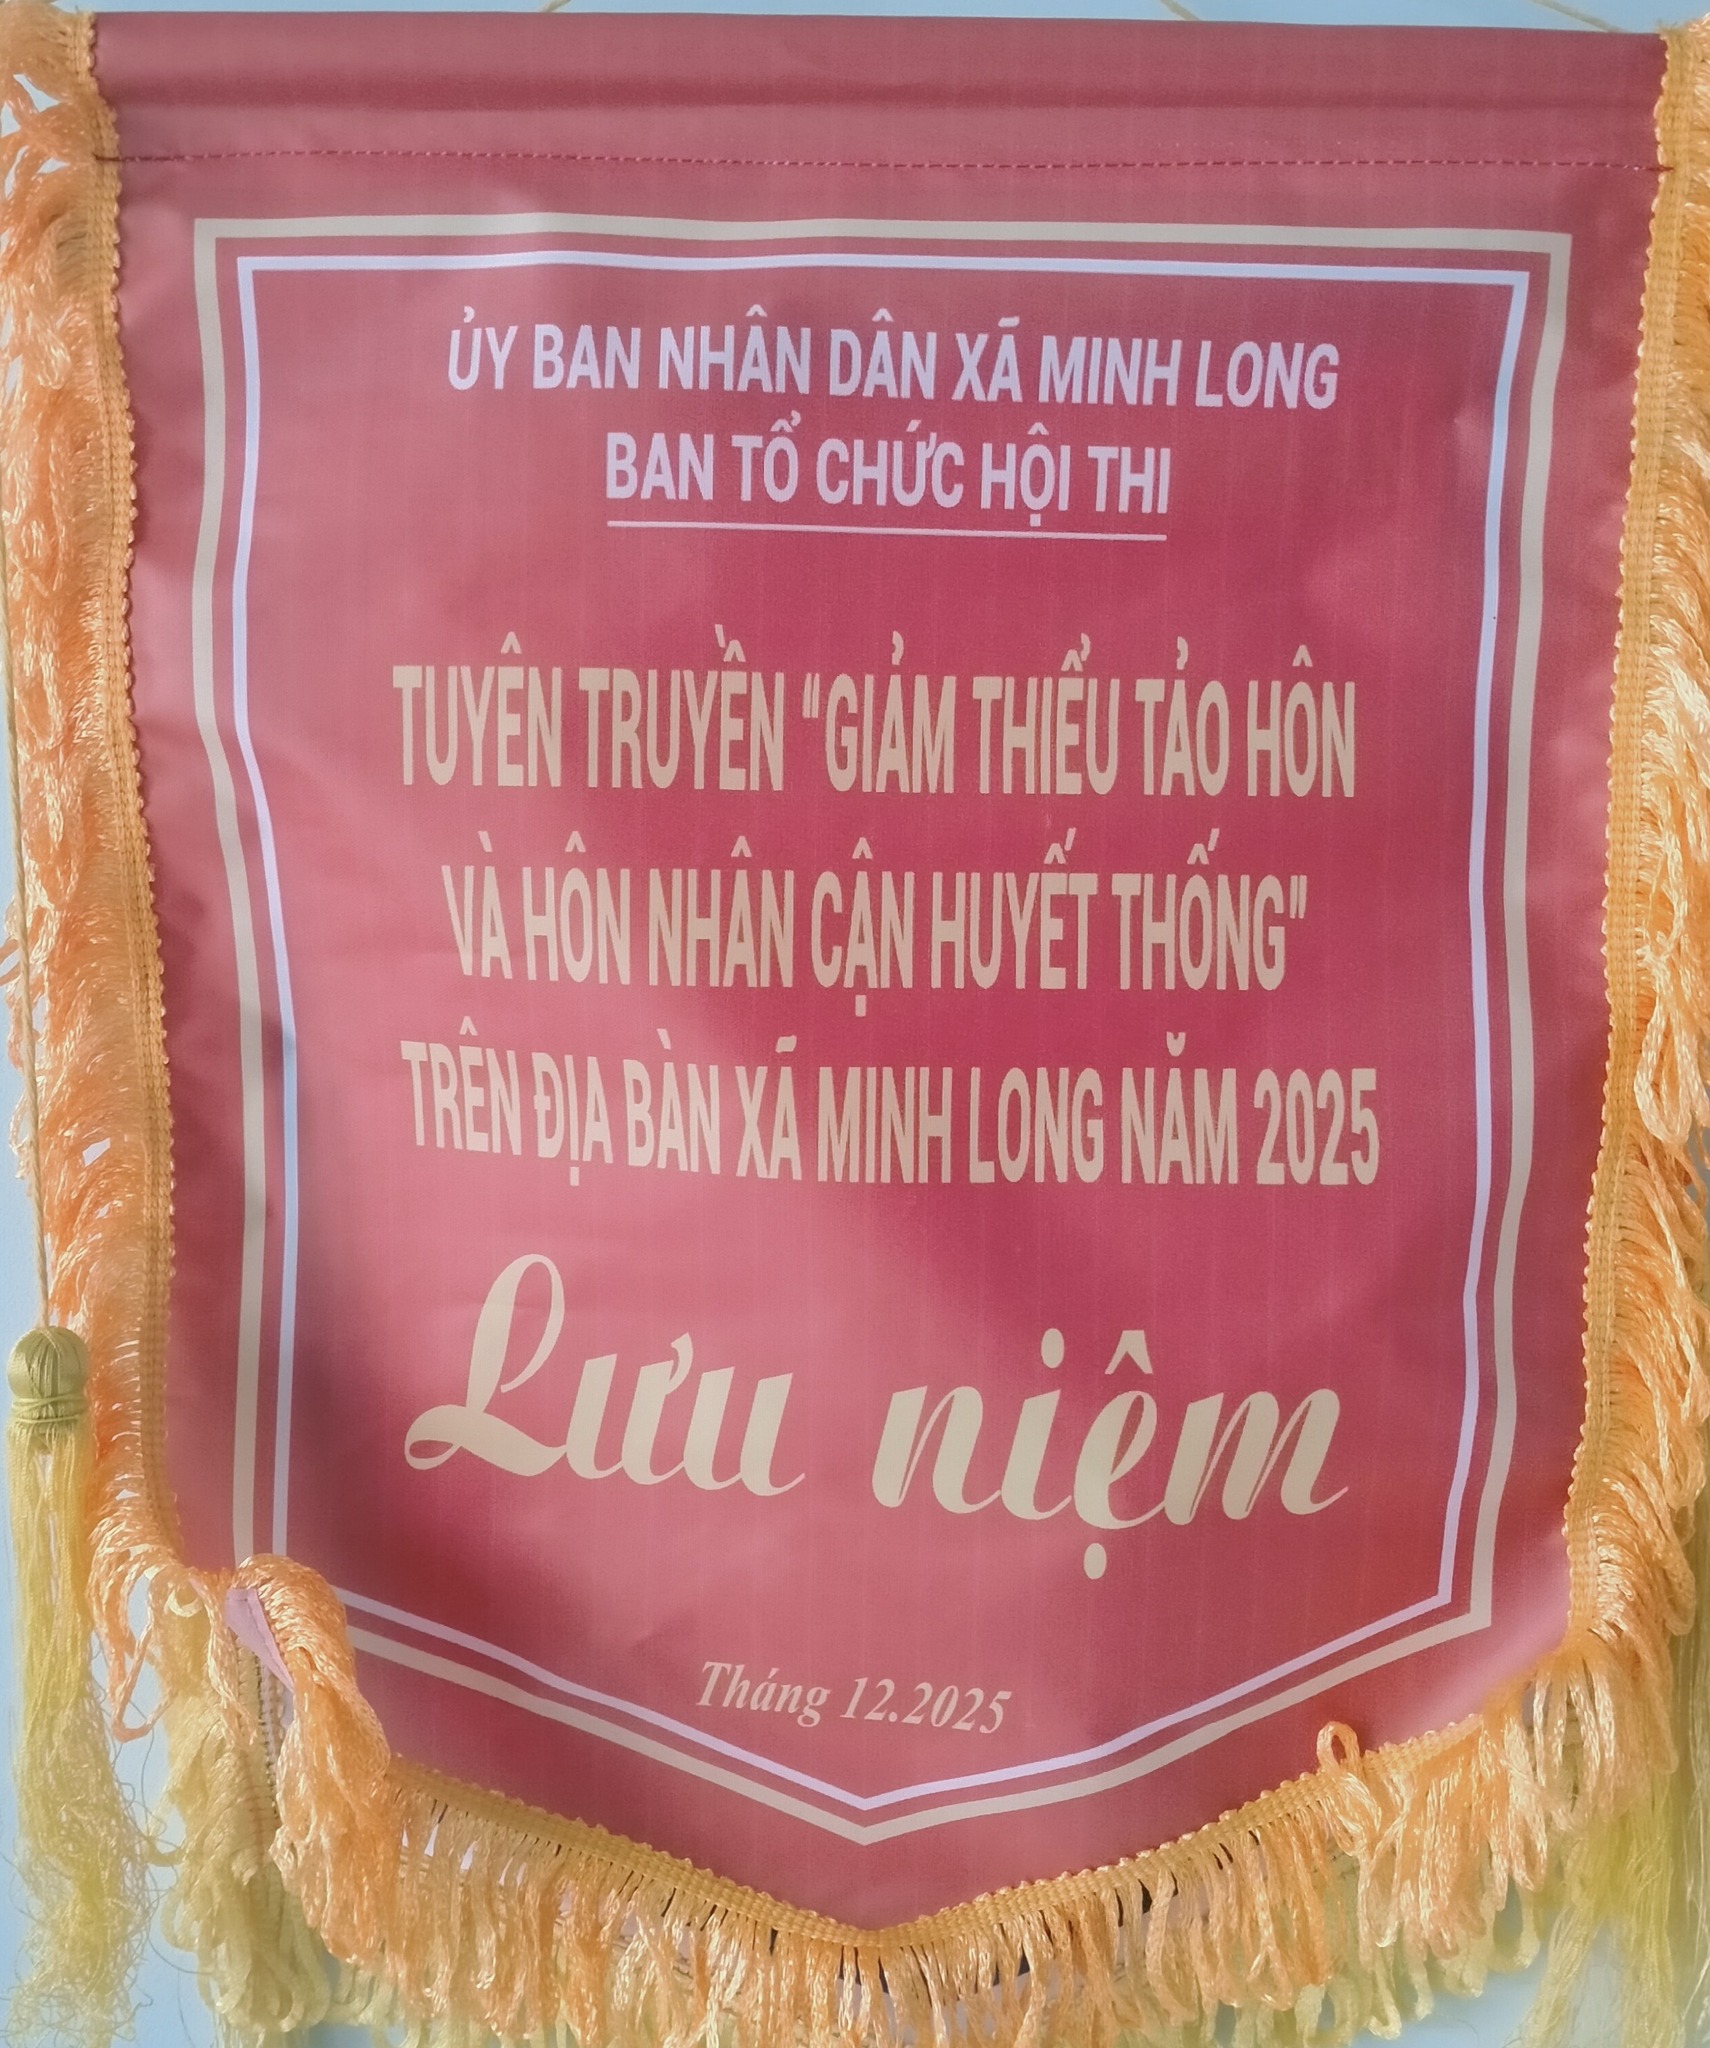 ỦY BAN NHÂN DÂN XÃ MINH LONG
BAN TỔ CHỨC HỘI THI
TUYÊN TRUYỀN "GIẢM THIỂU TẢO HÔN
VÀ HÔN NHÂN CẬN HUYẾT THỐNG"
TRÊN ĐỊA BÀN XÃ MINH LONG NĂM 2025
Lưu niệm
Tháng 12.2025